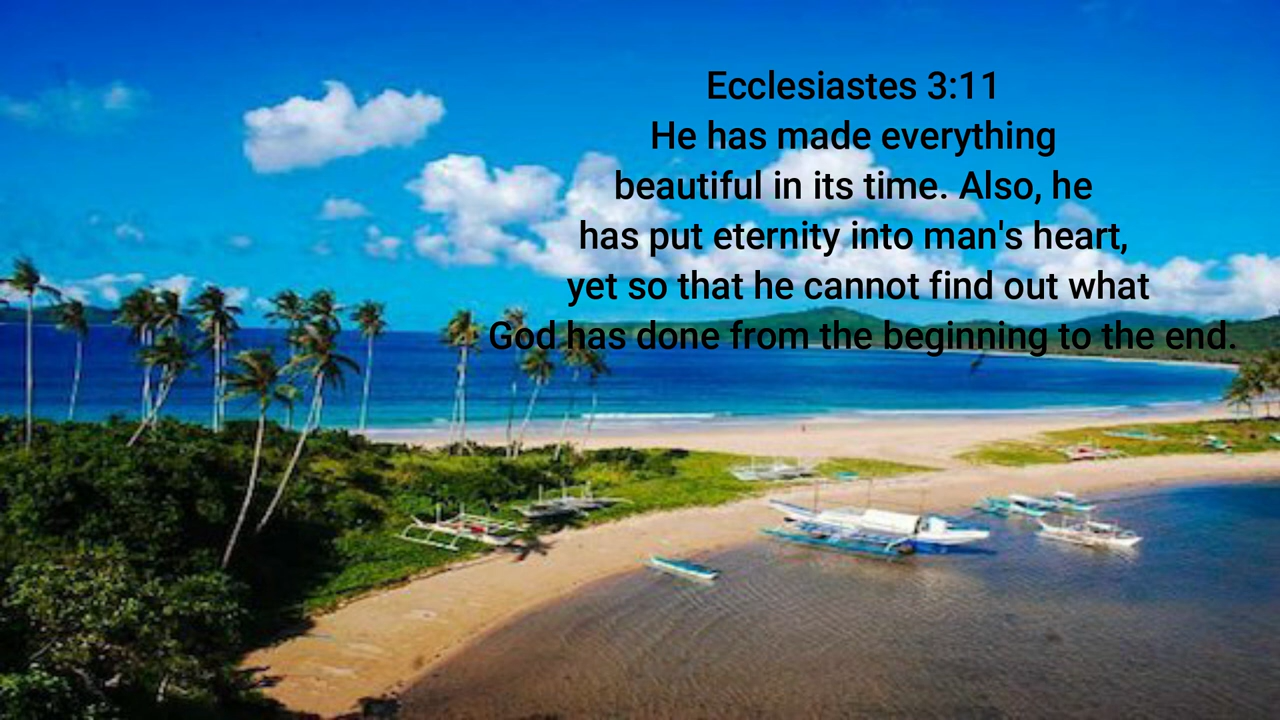 Ecclesiastes 3:11
He has made everything
beautiful in its time. Also, he
has put eternity into man's heart,
yet so that he cannot find out what
God has done from the beginning to the end.